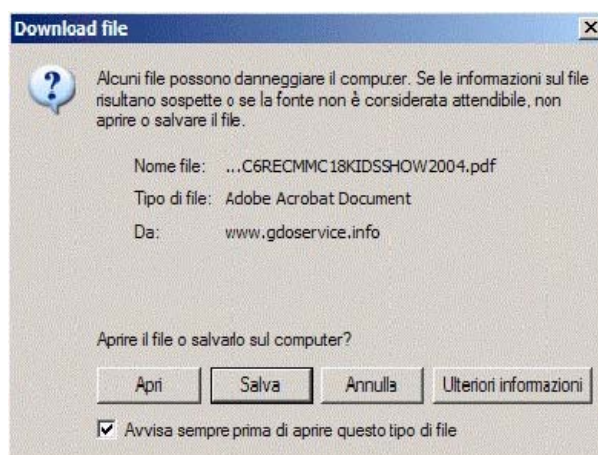 Download file
Alcuni file possono danneggiare il computer. Se le informazioni sul file
risultano sospette o se la fonte non è considerata attendibile, non
aprire o salvare il file.
Nome file: ...C6RECMMC18KIDSSHOW2004.pdf
Tipo di file: Adobe Acrobat Document
Da: www.gdoservice.info
Aprire il file o salvarlo sul computer?
Apri Salva Annulla Ulteriori informazioni
Avvisa sempre prima di aprire questo tipo di file